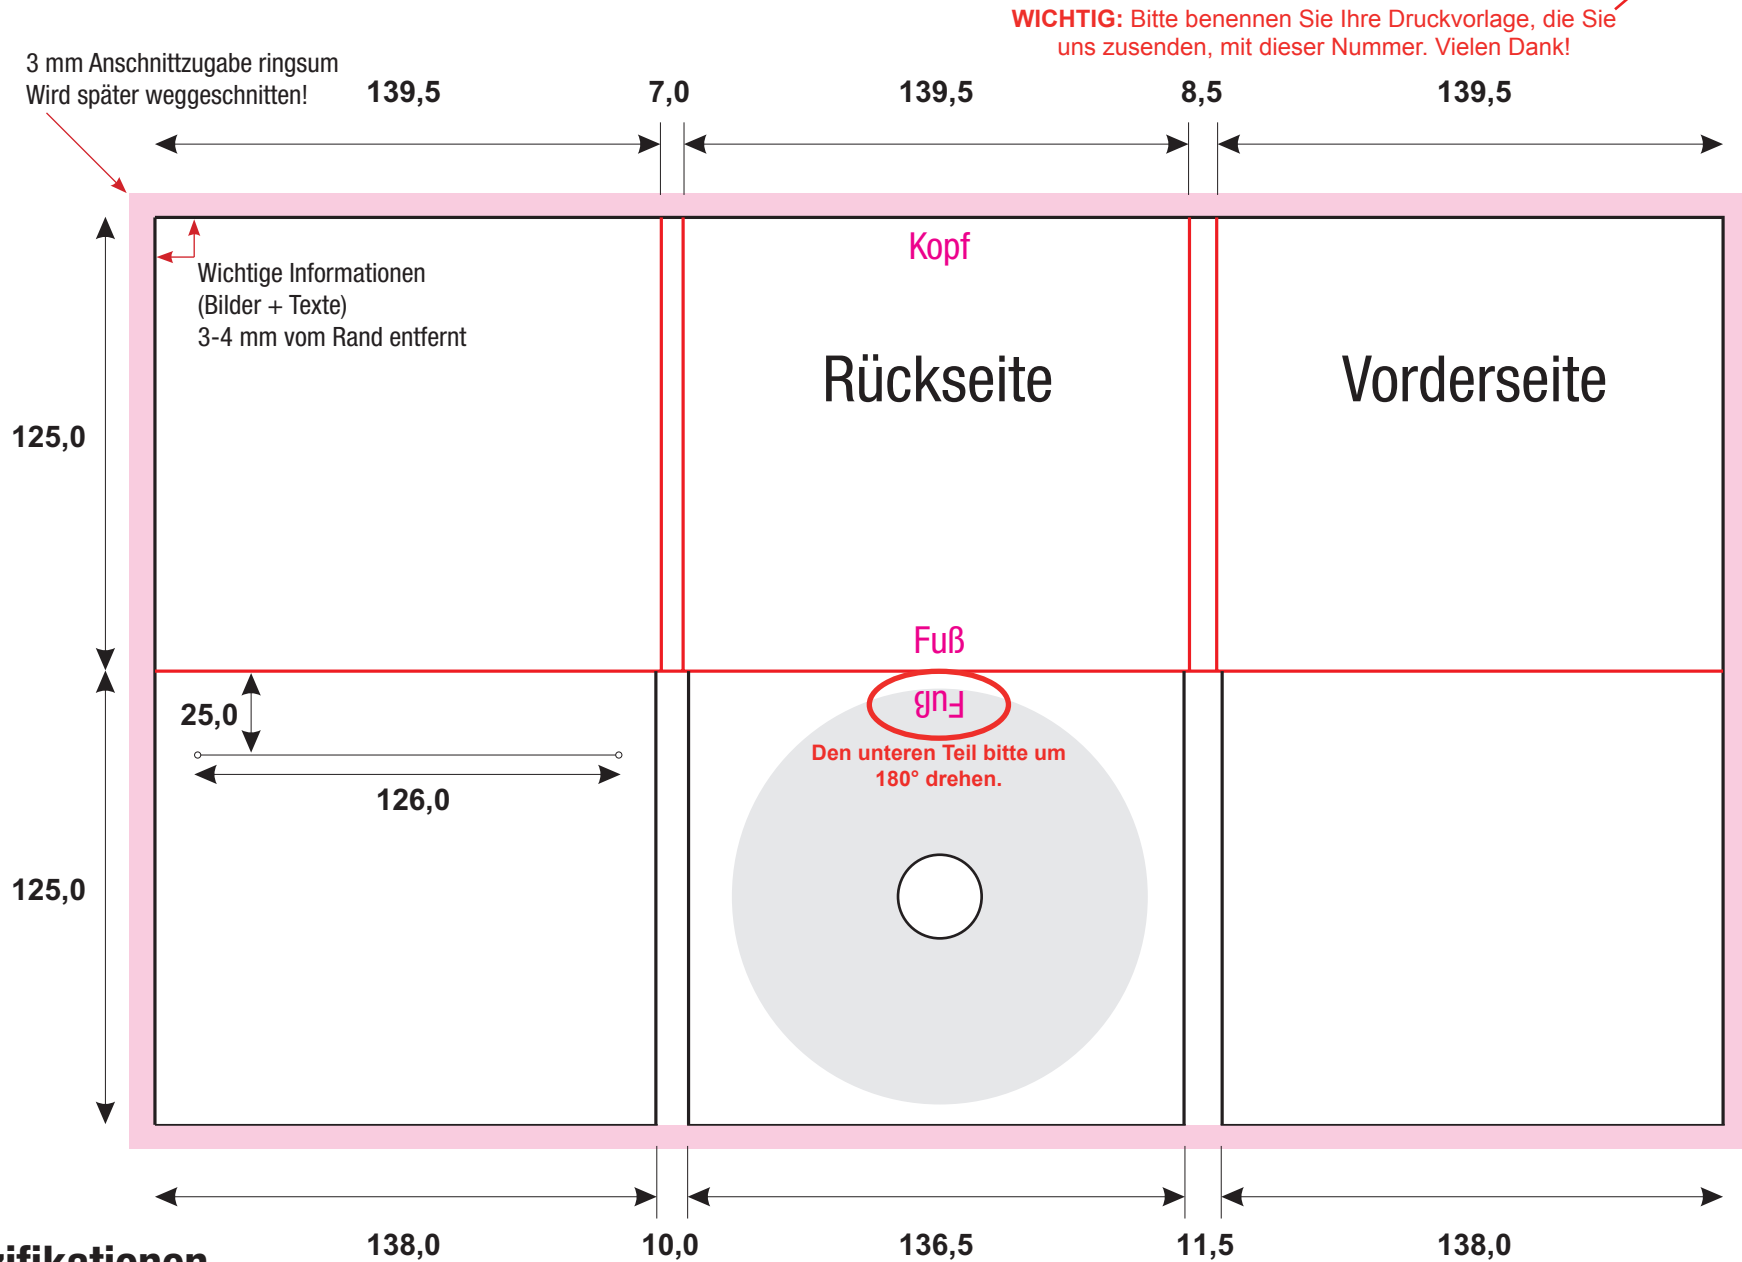 WICHTIG: Bitte benennen Sie Ihre Druckvorlage, die Sie
uns zusenden, mit dieser Nummer. Vielen Dank!
3 mm Anschnittzugabe ringsum
Wird später weggeschnitten!
139,5
7,0
139,5
8,5
139,5
Kopf
Wichtige Informationen
(Bilder + Texte)
3-4 mm vom Rand entfernt
Rückseite
Vorderseite
125,0
Fuß
Fuß
25,0
Den unteren Teil bitte um
180° drehen.
126,0
125,0
138,0
10,0
136,5
11,5
138,0